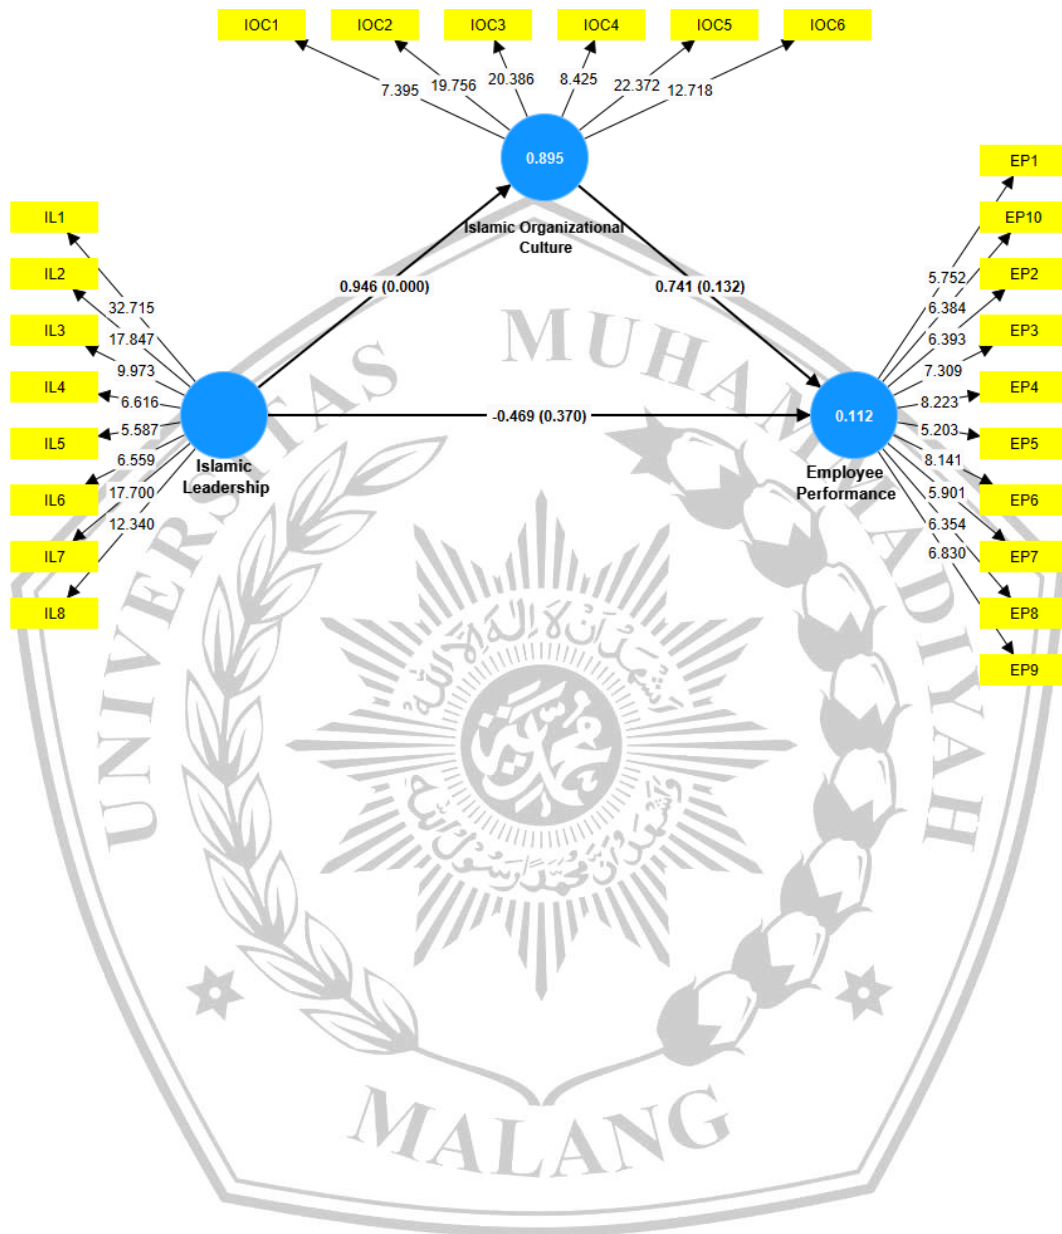 IOC1 IOC2 IOC3 IOC4 IOC5 IOC6
7.395 19.756 20.386 8.425 22.372 12.718
0.895
Islamic Organizational
Culture
IL1
IL2
IL3
IL4
IL5
IL6
IL7
IL8
32.715
17.847
9.973
6.616
5.587
6.559
17.700
12.340
Islamic
Leadership
0.946 (0.000)
0.741 (0.132)
-0.469 (0.370)
0.112
Employee
Performance
5.752
6.384
6.393
7.309
8.223
5.203
8.141
5.901
6.354
6.830
EP1
EP10
EP2
EP3
EP4
EP5
EP6
EP7
EP8
EP9
UNIVERSITAS MUHAMMADIYAH
MALANG